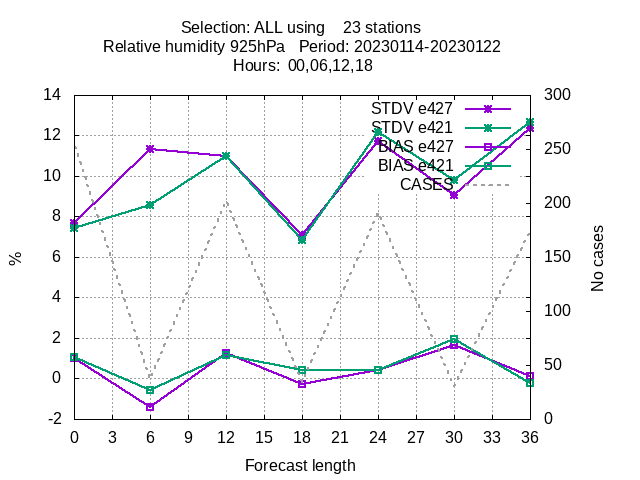 Selection: ALL using    23 stations
Relative humidity 925hPa   Period: 20230114-20230122
Hours:  00,06,12,18
14
12
10
8
6
4
2
0
-2
%
STDV e427
STDV e421
BIAS e427
BIAS e421
CASES
300
250
200
150
100
50
0
No cases
0 3 6 9 12 15 18 21 24 27 30 33 36
Forecast length